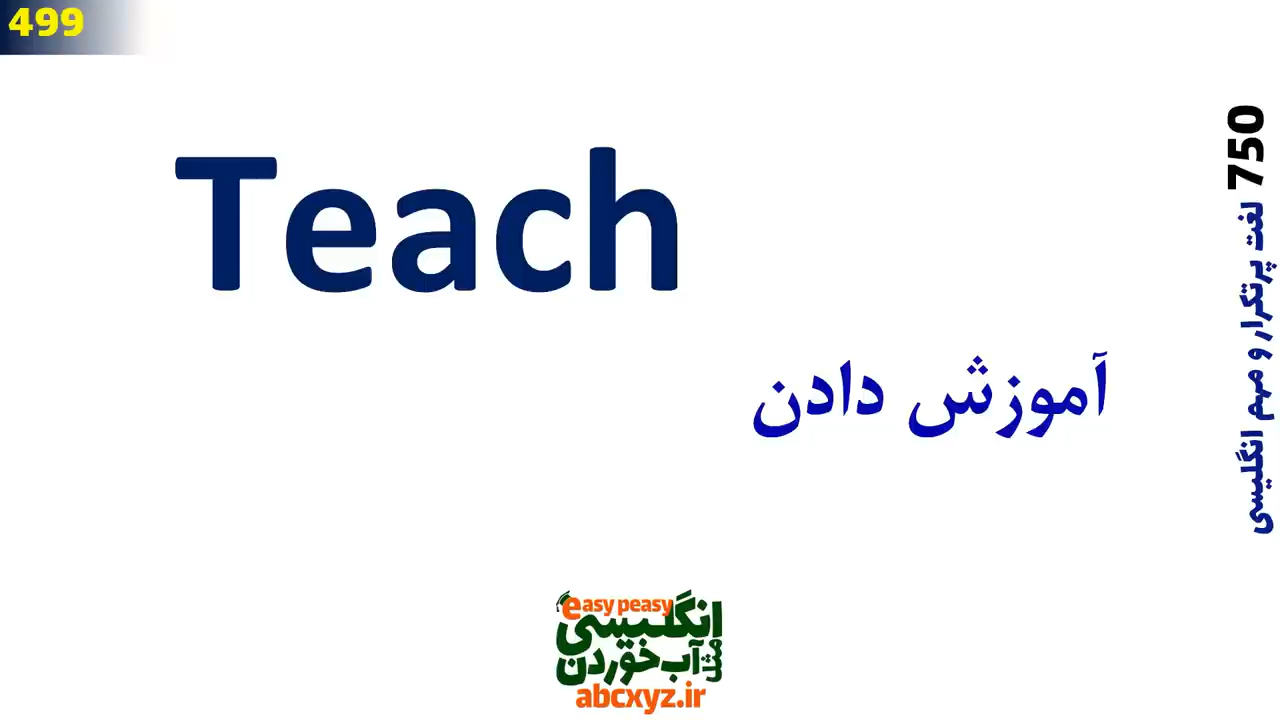 499
Teach
آموزش دادن
750 لغت پرتکرار و مهم انگلیسی
easy peasy
انگلیسی
مثل آب خوردن
abcxyz.ir